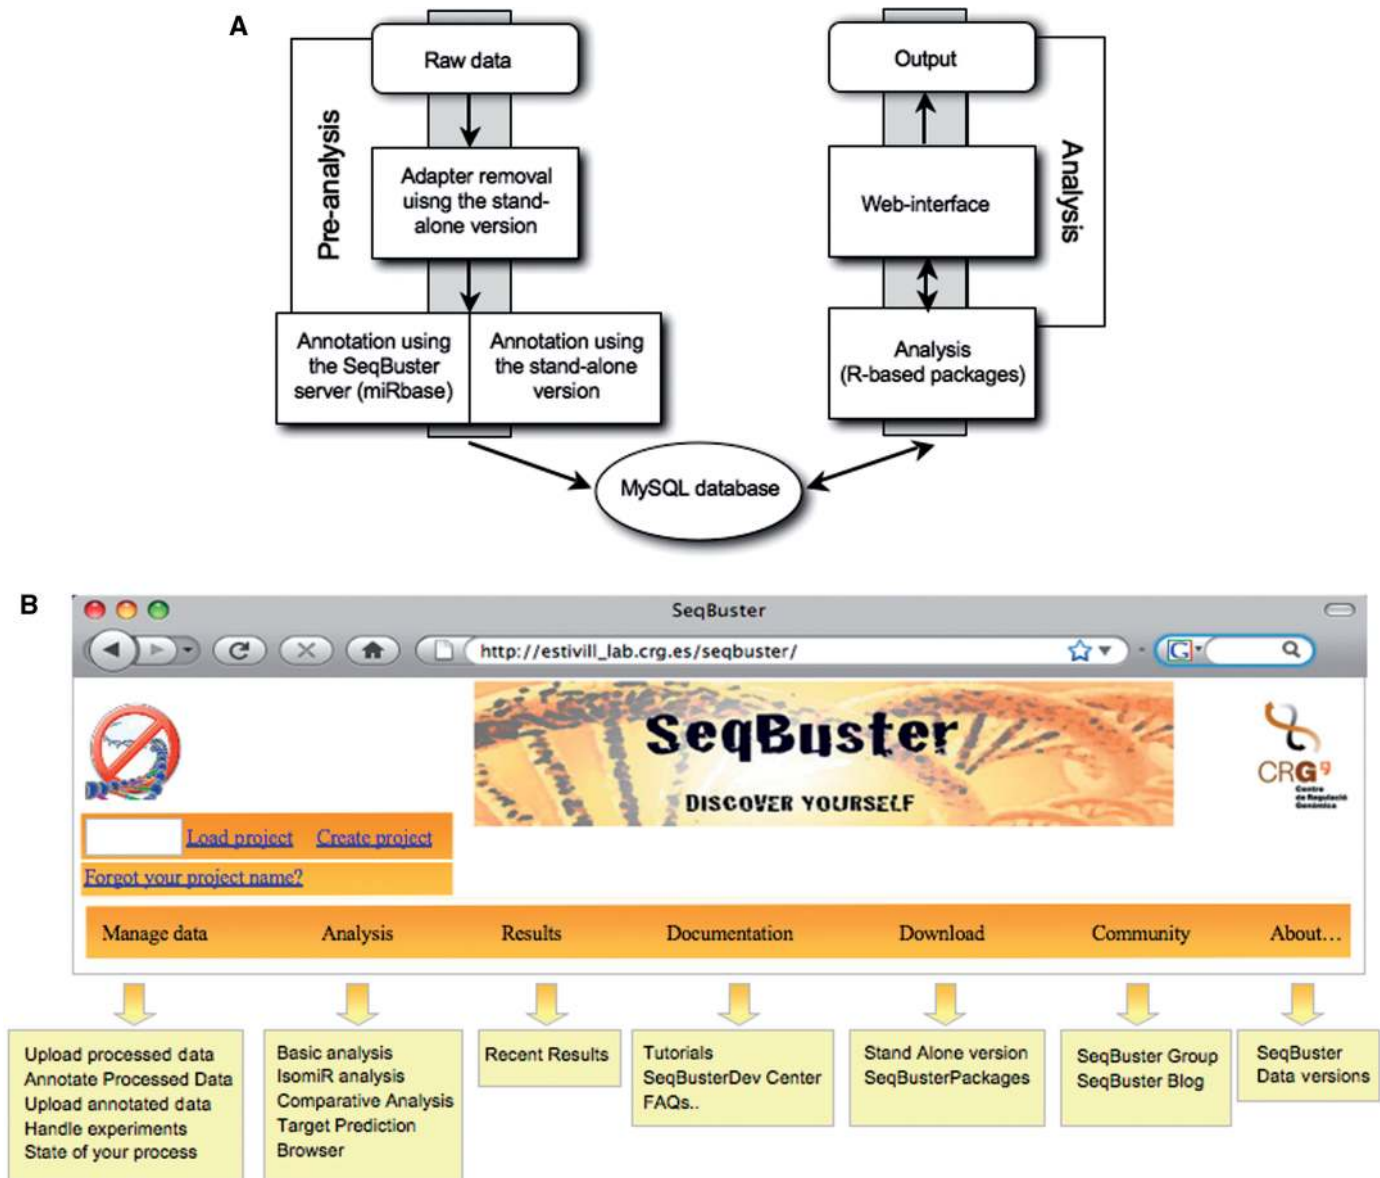 A
Raw data
Pre-analysis
Adapter removal
uisng the stand-
alone version
Annotation using
the SeqBuster
server (miRbase)
Annotation using
the stand-alone
version
MySQL database
Output
Web-interface
Analysis
Analysis
(R-based packages)
B
SeqBuster
http://estivill_lab.crg.es/seqbuster/
G
SeqBuster
DISCOVER YOURSELF
CRG
Centre
de Regulació
Genòmica
Load project
Create project
Forgot your project name?
Manage data
Analysis
Results
Documentation
Download
Community
About...
Upload processed data
Annotate Processed Data
Upload annotated data
Handle experiments
State of your process
Basic analysis
IsomiR analysis
Comparative Analysis
Target Prediction
Browser
Recent Results
Tutorials
SeqBusterDev Center
FAQs..
Stand Alone version
SeqBusterPackages
SeqBuster Group
SeqBuster Blog
SeqBuster
Data versions